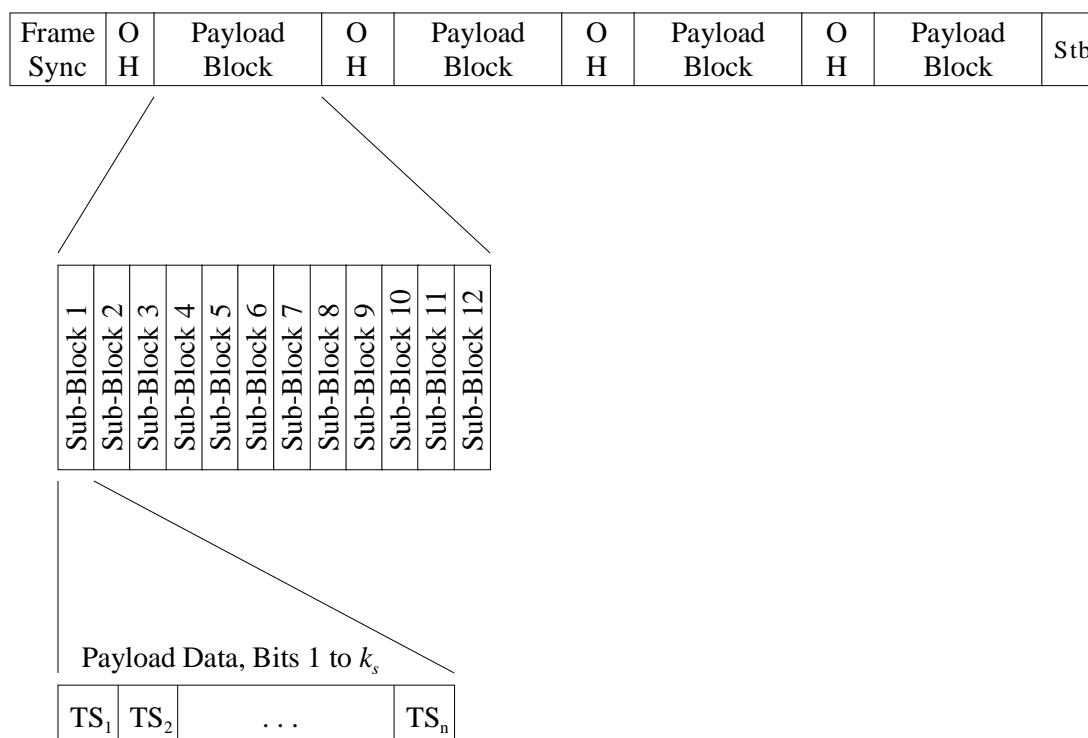 Frame Sync
O H
Payload Block
O H
Payload Block
O H
Payload Block
O H
Payload Block
Stb
Sub-Block 1
Sub-Block 2
Sub-Block 3
Sub-Block 4
Sub-Block 5
Sub-Block 6
Sub-Block 7
Sub-Block 8
Sub-Block 9
Sub-Block 10
Sub-Block 11
Sub-Block 12
Payload Data, Bits 1 to kₛ
TS₁ TS₂ . . . TSₙ